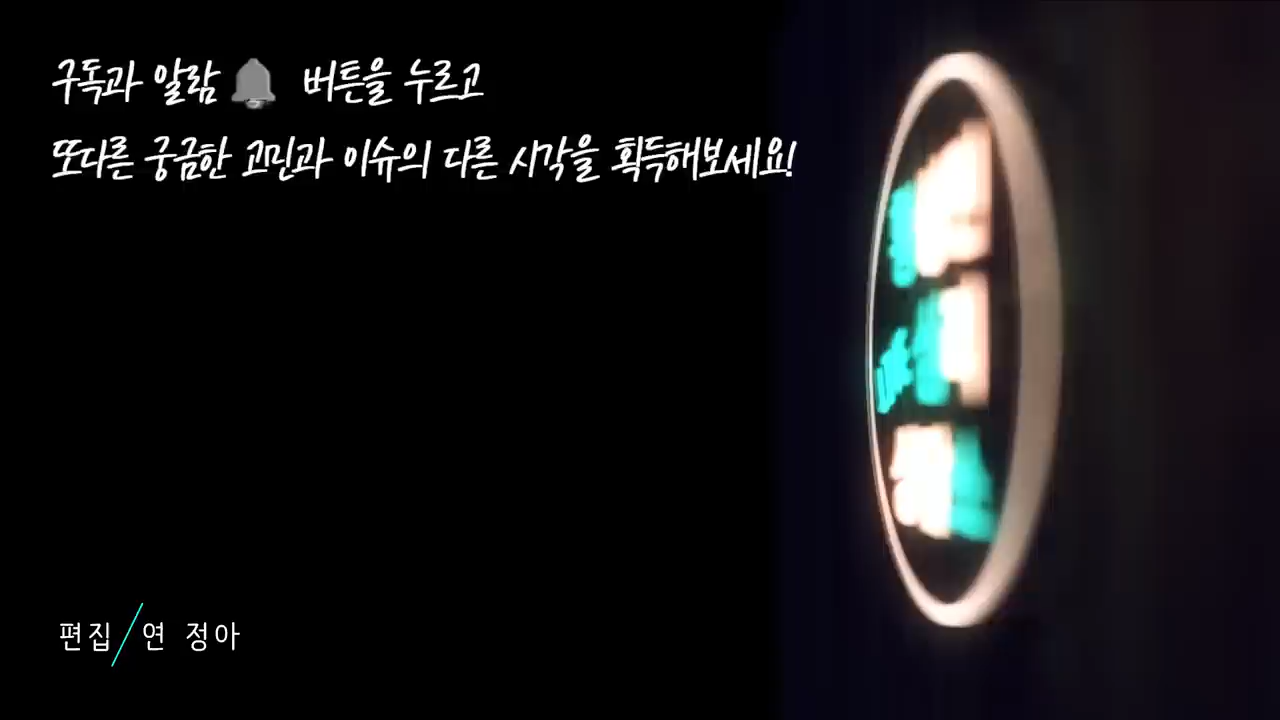 구독과 알람 버튼을 누르고
또다른 궁금한 고민과 이슈의 다른 시각을 획득해보세요!
편집/연 정아